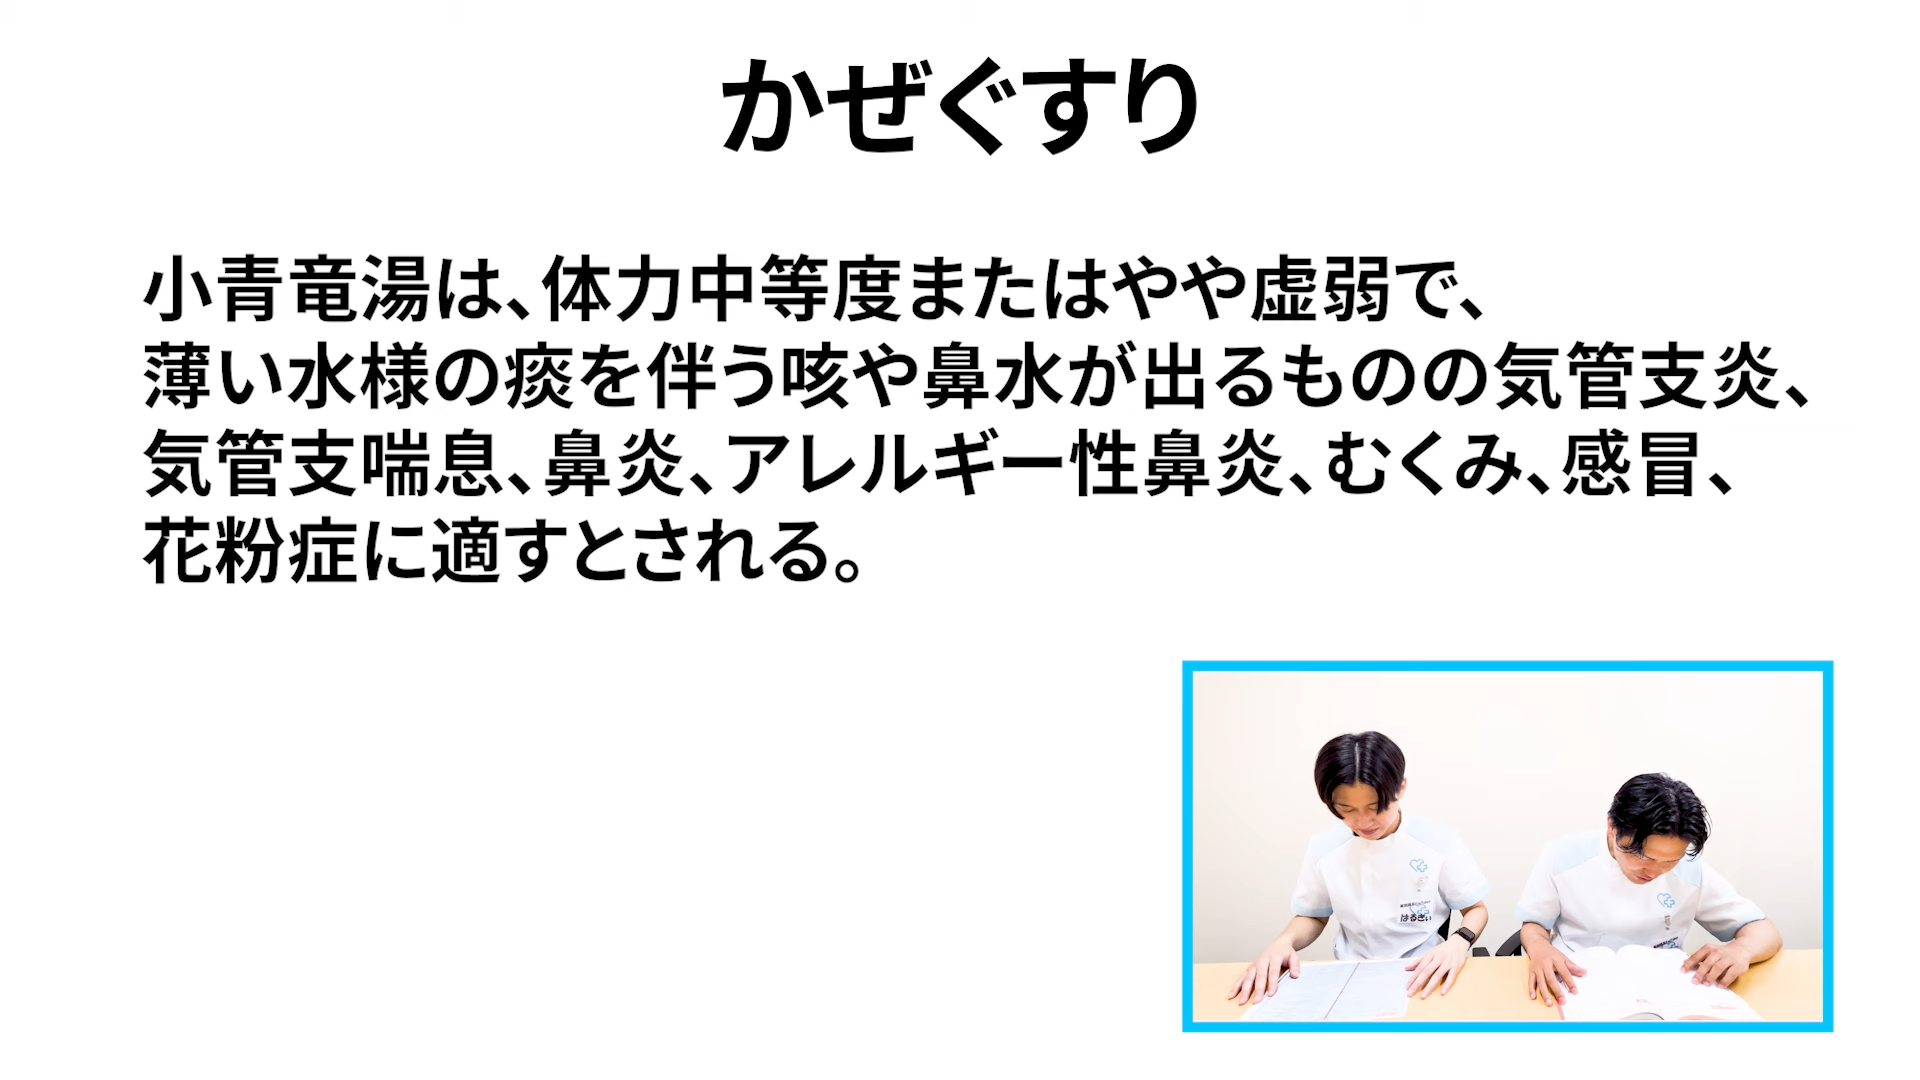 かぜぐすり
小青竜湯は、体力中等度またはやや虚弱で、
薄い水様の痰を伴う咳や鼻水が出るものの気管支炎、
気管支喘息、鼻炎、アレルギー性鼻炎、むくみ、感冒、
花粉症に適すとされる。
はるきぃ